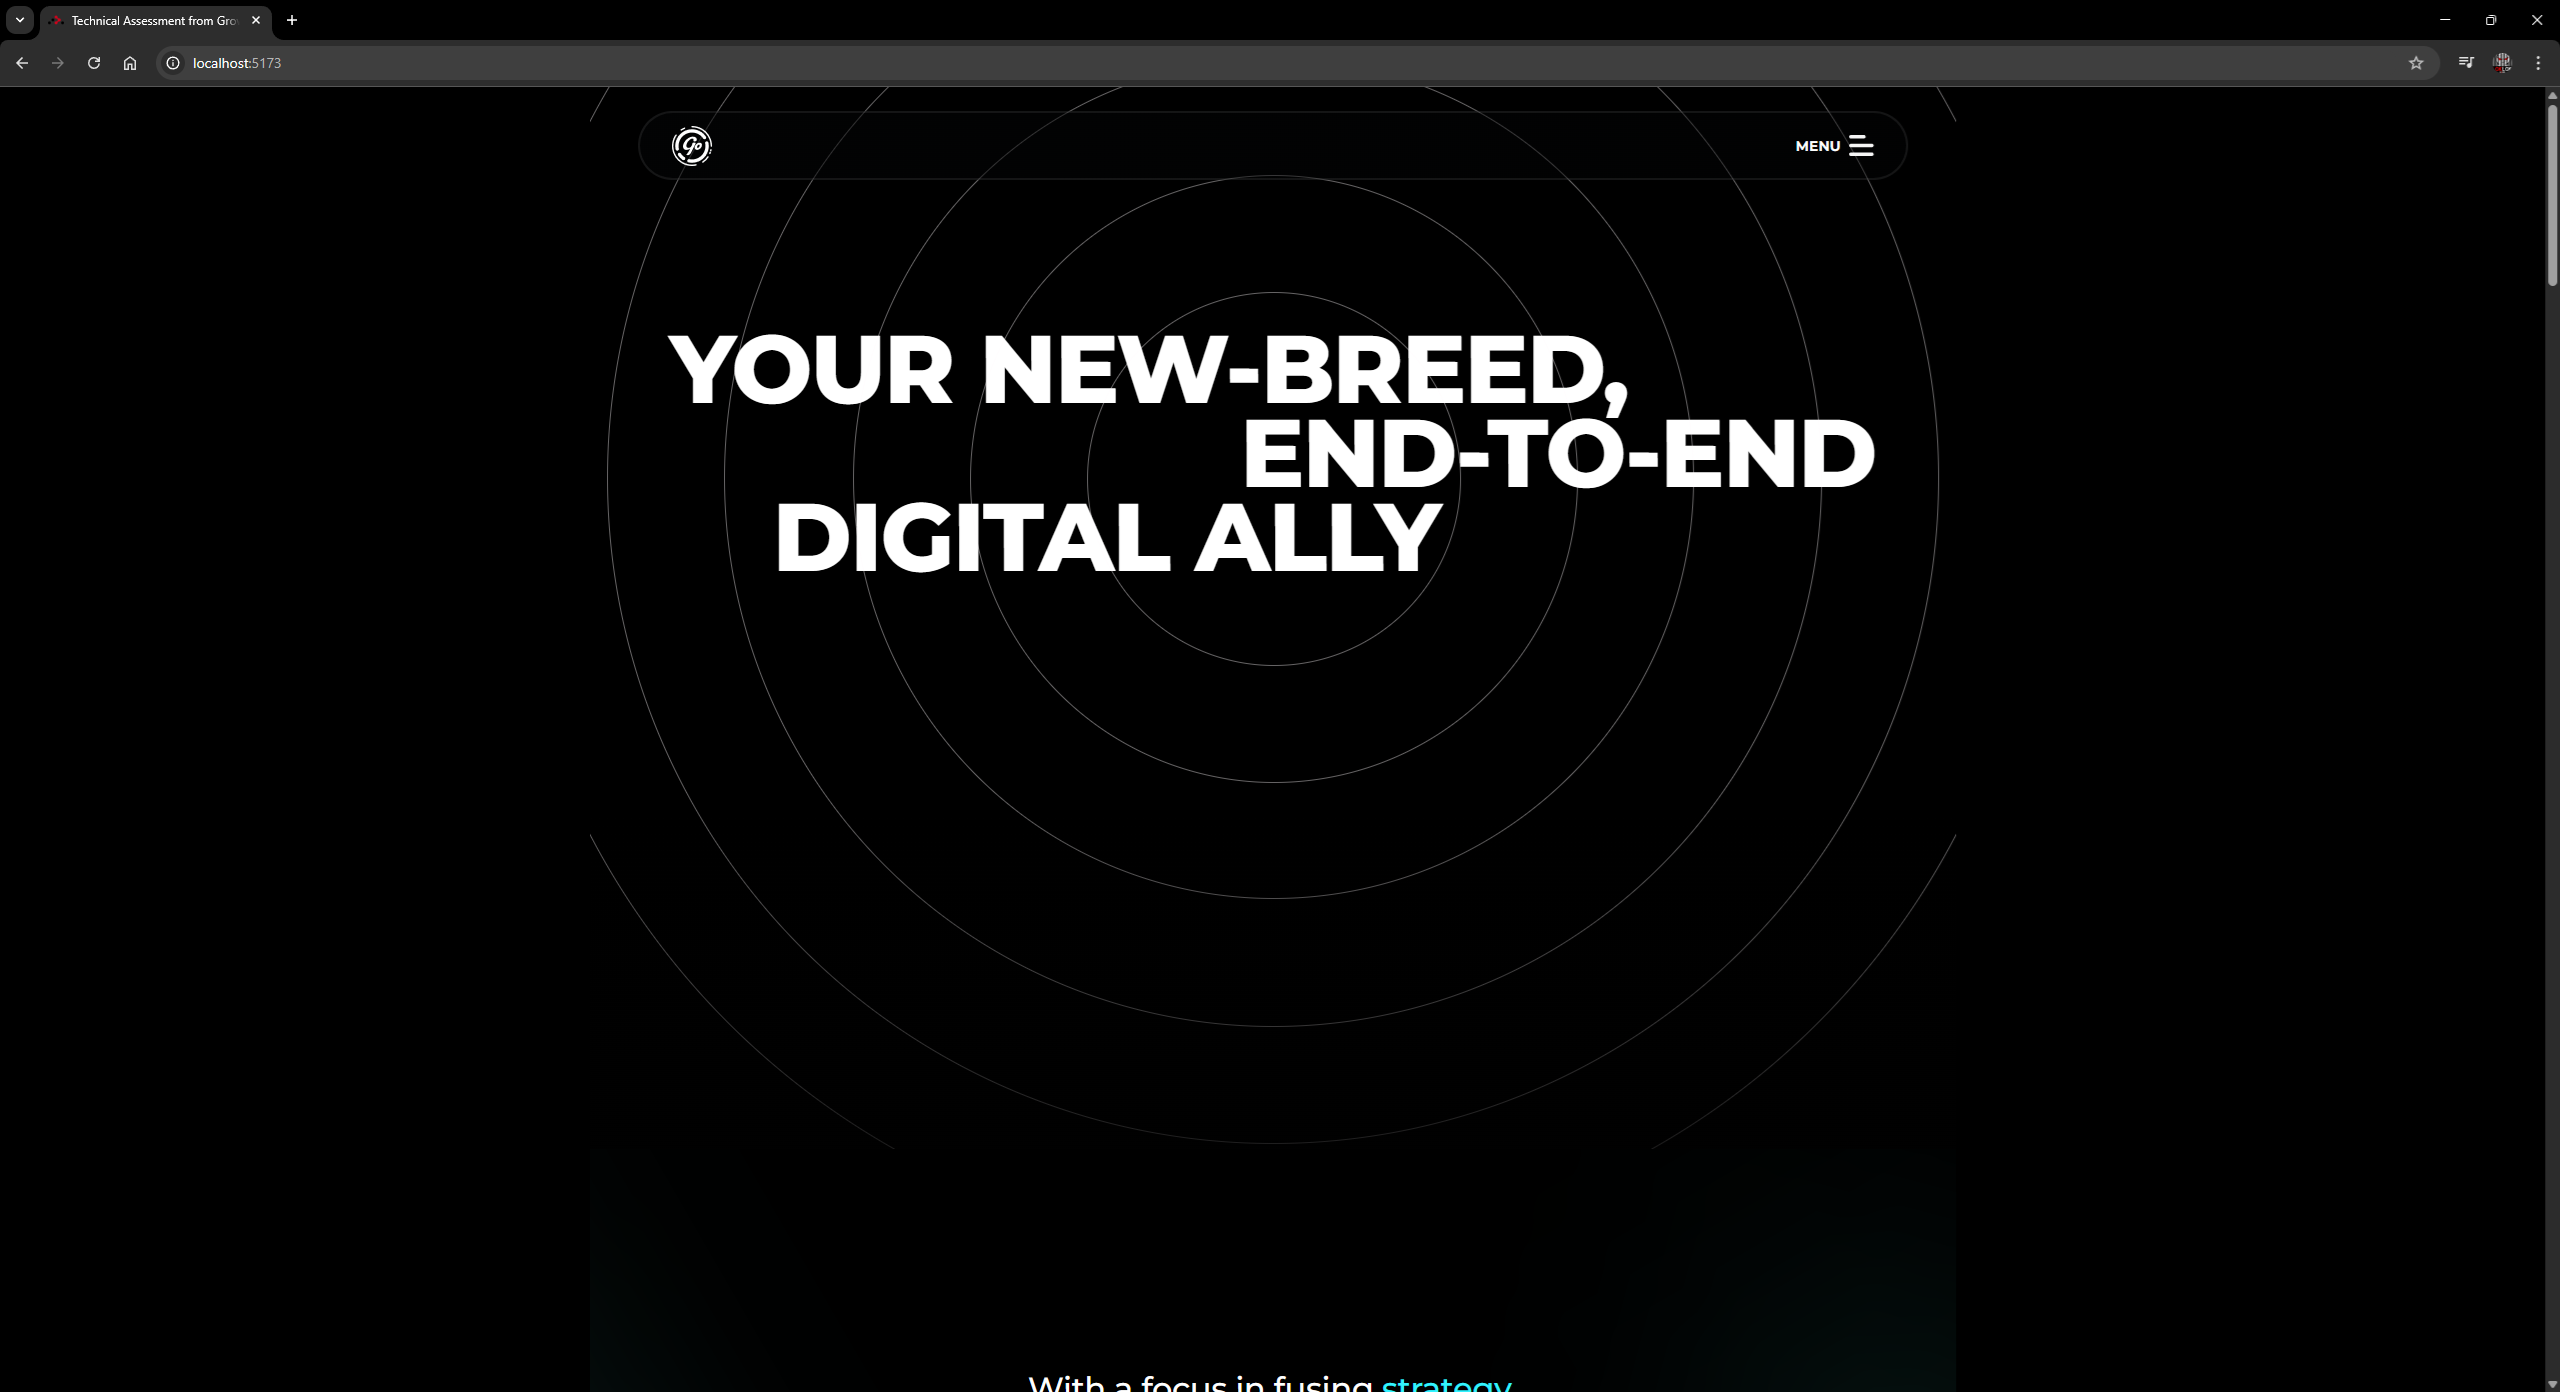 Technical Assessment from Gro
localhost:5173
Go
MENU
YOUR NEW-BREED,
END-TO-END
DIGITAL ALLY
With a focus in fusing strategy